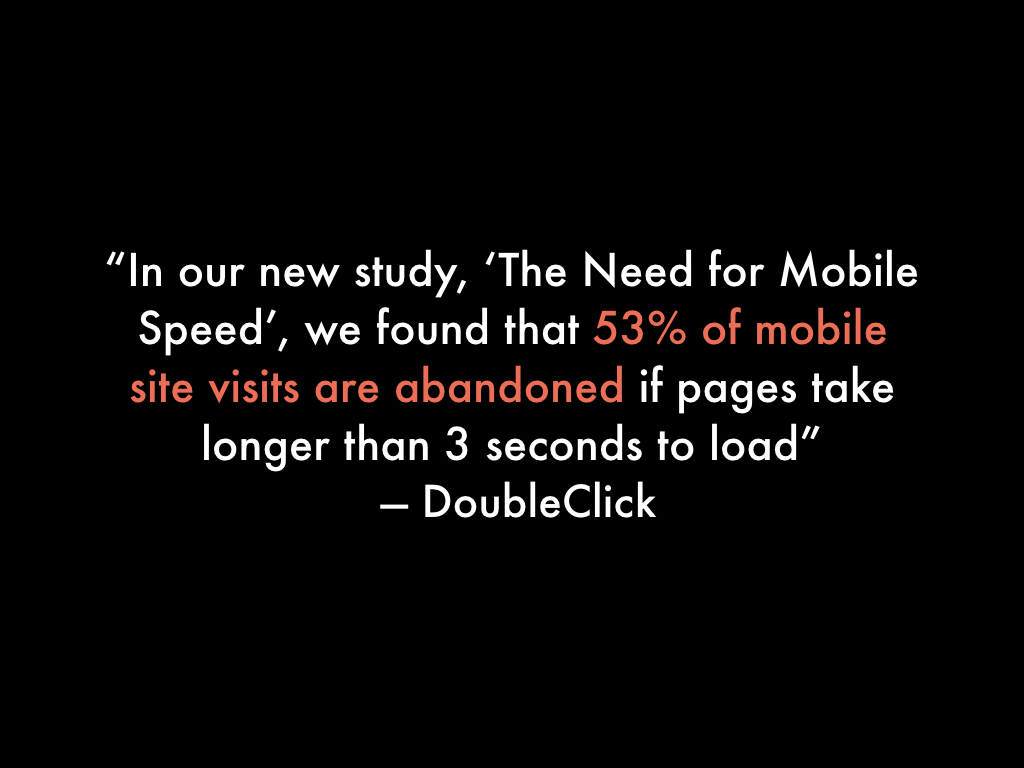 “In our new study, ‘The Need for Mobile
Speed’, we found that 53% of mobile
site visits are abandoned if pages take
longer than 3 seconds to load”
— DoubleClick